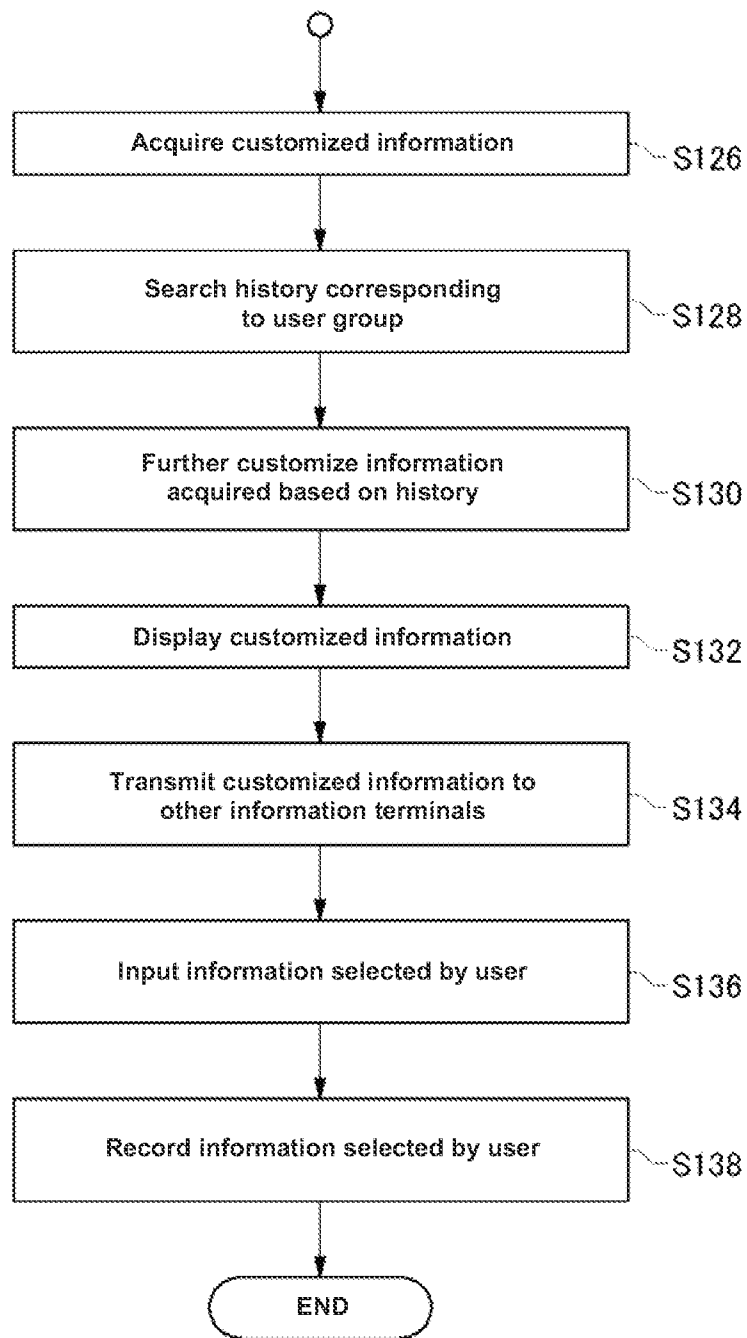 Acquire customized information
S126
Search history corresponding
to user group
S128
Further customize information
acquired based on history
S130
Display customized information
S132
Transmit customized information to
other information terminals
S134
Input information selected by user
S136
Record information selected by user
S138
END